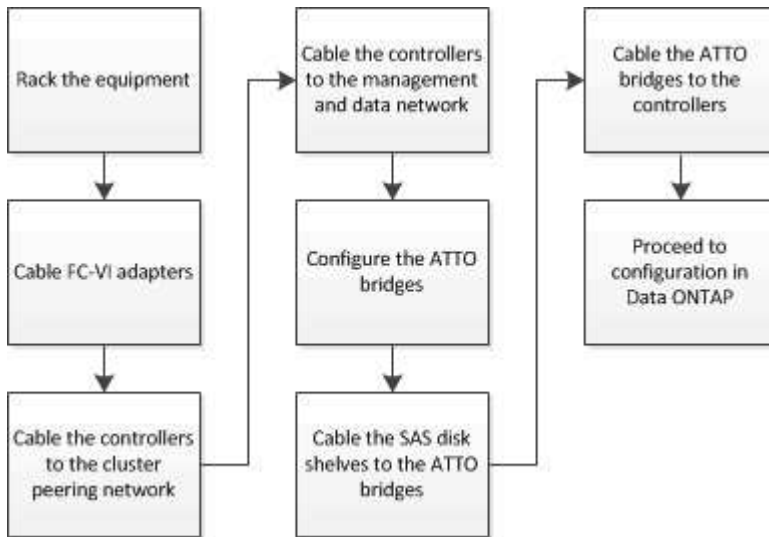 Rack the equipment
Cable FC-VI adapters
Cable the controllers
to the cluster
peering network
Cable the controllers
to the management
and data network
Configure the ATTO
bridges
Cable the SAS disk
shelves to the ATTO
bridges
Cable the ATTO
bridges to the
controllers
Proceed to
configuration in
Data ONTAP